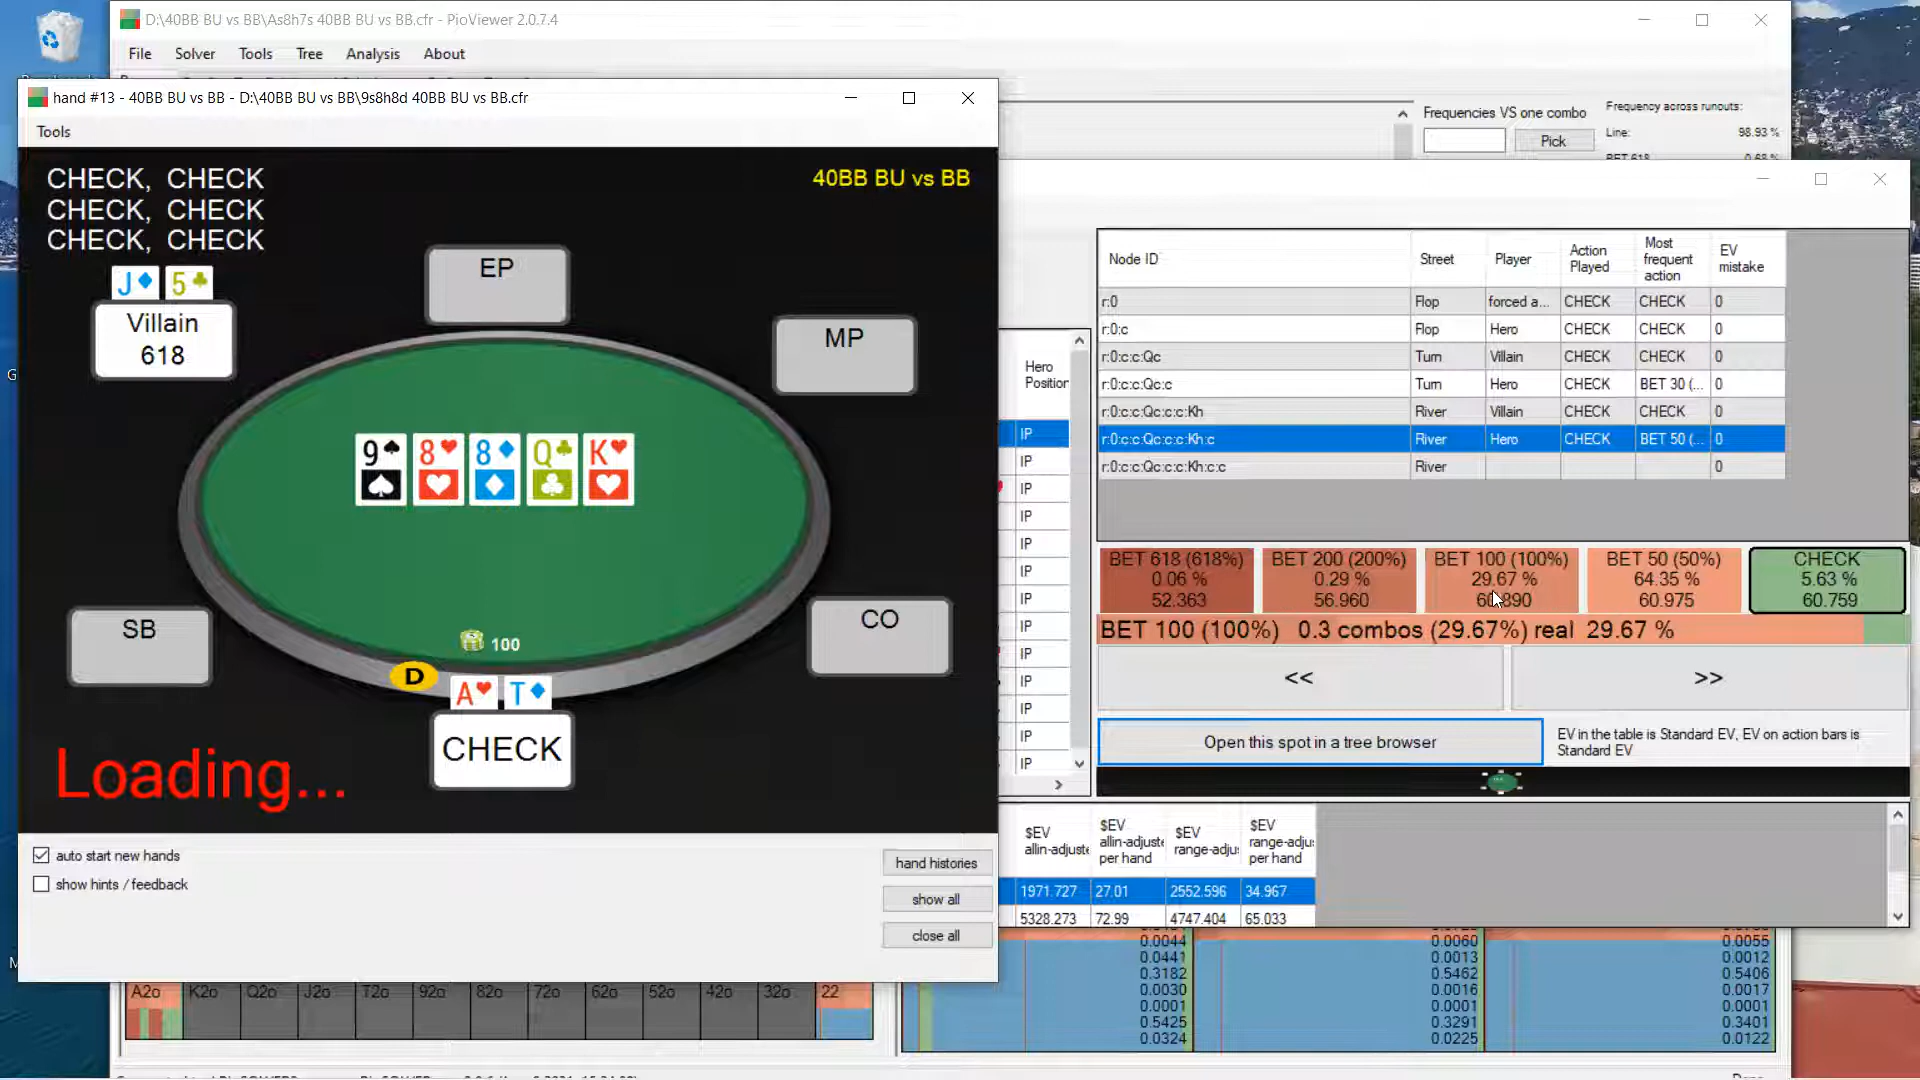 D:\40BB BU vs BB\As8h7s 40BB BU vs BB.cfr - PioViewer 2.0.7.4
File Solver Tools Tree Analysis About
hand #13 - 40BB BU vs BB - D:\40BB BU vs BB\9s8h8d 40BB BU vs BB.cfr
Tools
Frequencies VS one combo
Pick
Frequency across runouts:
Line: 98.93 %
BET 618 0.68 %
CHECK, CHECK
CHECK, CHECK
CHECK, CHECK
40BB BU vs BB
J♦ 5♣
Villain
618
EP
MP
SB
CO
9♠ 8♥ 8♦ Q♣ K♥
100
D
A♥ T♦
CHECK
Loading...
auto start new hands
show hints / feedback
hand histories
show all
close all
Hero
Position
IP
IP
IP
IP
IP
IP
IP
IP
IP
IP
IP
IP
IP
Node ID Street Player Action Played Most frequent action EV mistake
r:0 Flop forced a... CHECK CHECK 0
r:0:c Flop Hero CHECK CHECK 0
r:0:c:c:Qc Turn Villain CHECK CHECK 0
r:0:c:c:Qc:c Turn Hero CHECK BET 30 (... 0
r:0:c:c:Qc:c:c:Kh River Villain CHECK CHECK 0
r:0:c:c:Qc:c:c:Kh:c River Hero CHECK BET 50 (... 0
r:0:c:c:Qc:c:c:Kh:c:c River 0
BET 618 (618%) BET 200 (200%) BET 100 (100%) BET 50 (50%) CHECK
0.06 % 0.29 % 29.67 % 64.35 % 5.63 %
52.363 56.960 60.890 60.975 60.759
BET 100 (100%) 0.3 combos (29.67%) real 29.67 %
<< >>
Open this spot in a tree browser
EV in the table is Standard EV, EV on action bars is
Standard EV
$EV allin-adjuste $EV allin-adjuste per hand $EV range-adju: $EV range-adju: per hand
1971.727 27.01 2552.596 34.967
5328.273 72.99 4747.404 65.033
0.0044 0.0060 0.0055
0.0441 0.0013 0.0012
0.3182 0.5462 0.5406
0.0030 0.0016 0.0017
0.0001 0.0001 0.0001
0.5425 0.3291 0.3401
0.0324 0.0225 0.0122
A2o K2o Q2o J2o T2o 92o 82o 72o 62o 52o 42o 32o 22